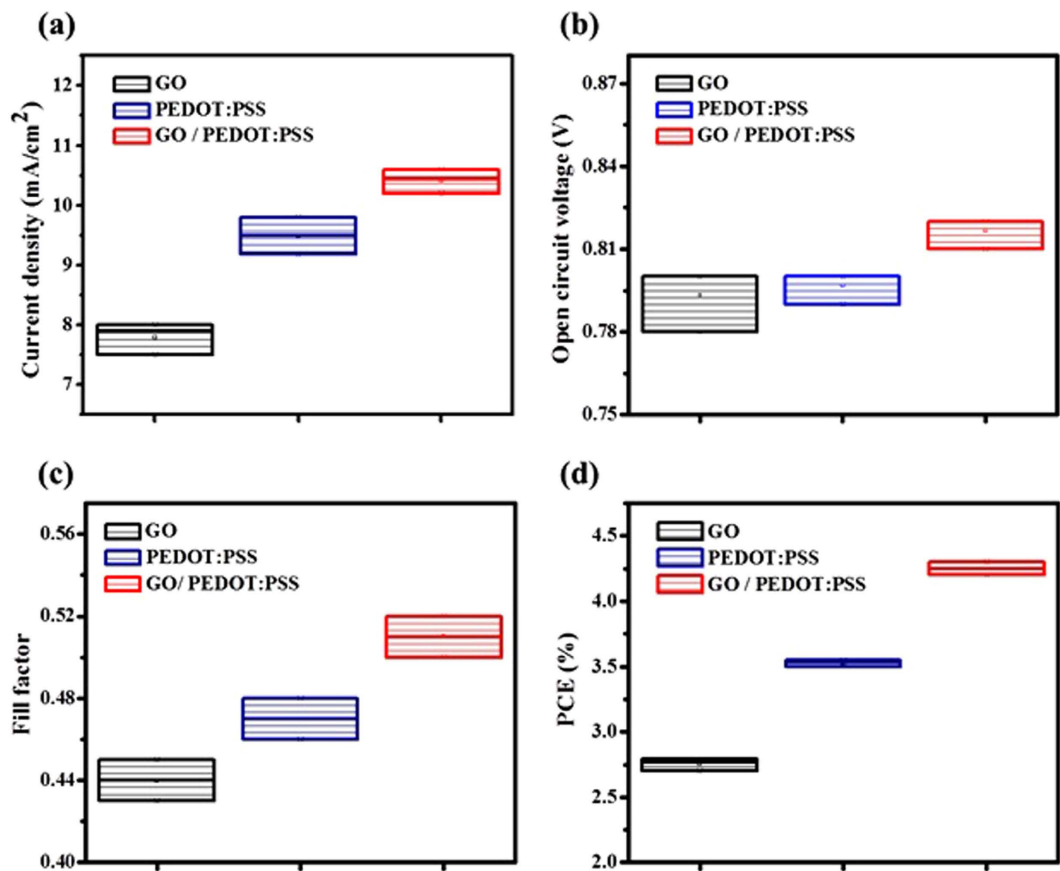 (a)
Current density (mA/cm²)
12
11
10
9
8
7
GO
PEDOT:PSS
GO / PEDOT:PSS
(b)
Open circuit voltage (V)
0.87
0.84
0.81
0.78
0.75
GO
PEDOT:PSS
GO / PEDOT:PSS
(c)
Fill factor
0.56
0.52
0.48
0.44
0.40
GO
PEDOT:PSS
GO/ PEDOT:PSS
(d)
PCE (%)
4.5
4.0
3.5
3.0
2.5
2.0
GO
PEDOT:PSS
GO / PEDOT:PSS